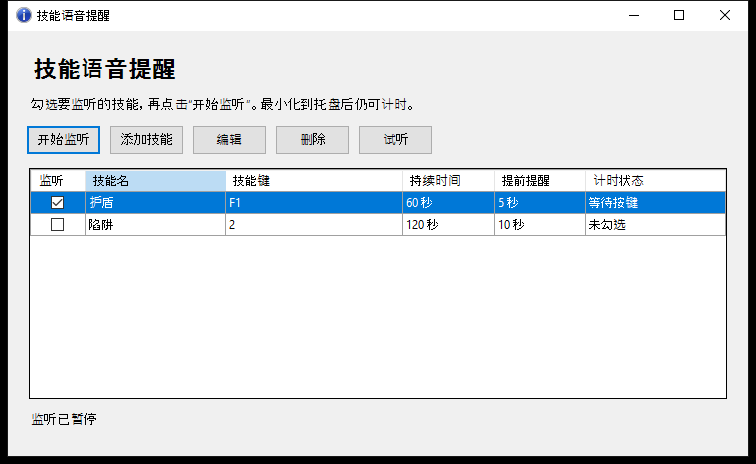 技能语音提醒
技能语音提醒
勾选要监听的技能，再点击“开始监听”。最小化到托盘后仍可计时。
开始监听 添加技能 编辑 删除 试听
监听 技能名 技能键 持续时间 提前提醒 计时状态
护盾 F1 60 秒 5 秒 等待按键
陷阱 2 120 秒 10 秒 未勾选
监听已暂停